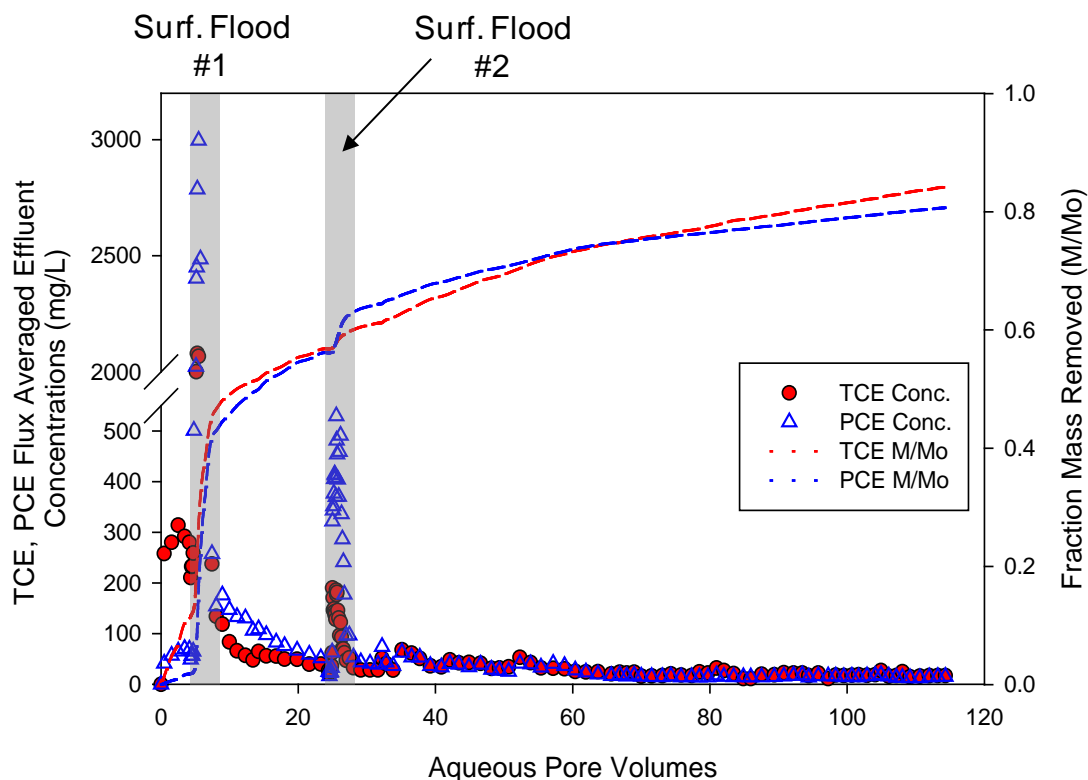 Surf. Flood
#1
Surf. Flood
#2
TCE, PCE Flux Averaged Effluent
Concentrations (mg/L)
3000
2500
2000
500
400
300
200
100
0
1.0
0.8
0.6
0.4
0.2
0.0
Fraction Mass Removed (M/Mo)
TCE Conc.
PCE Conc.
TCE M/Mo
PCE M/Mo
0 20 40 60 80 100 120
Aqueous Pore Volumes